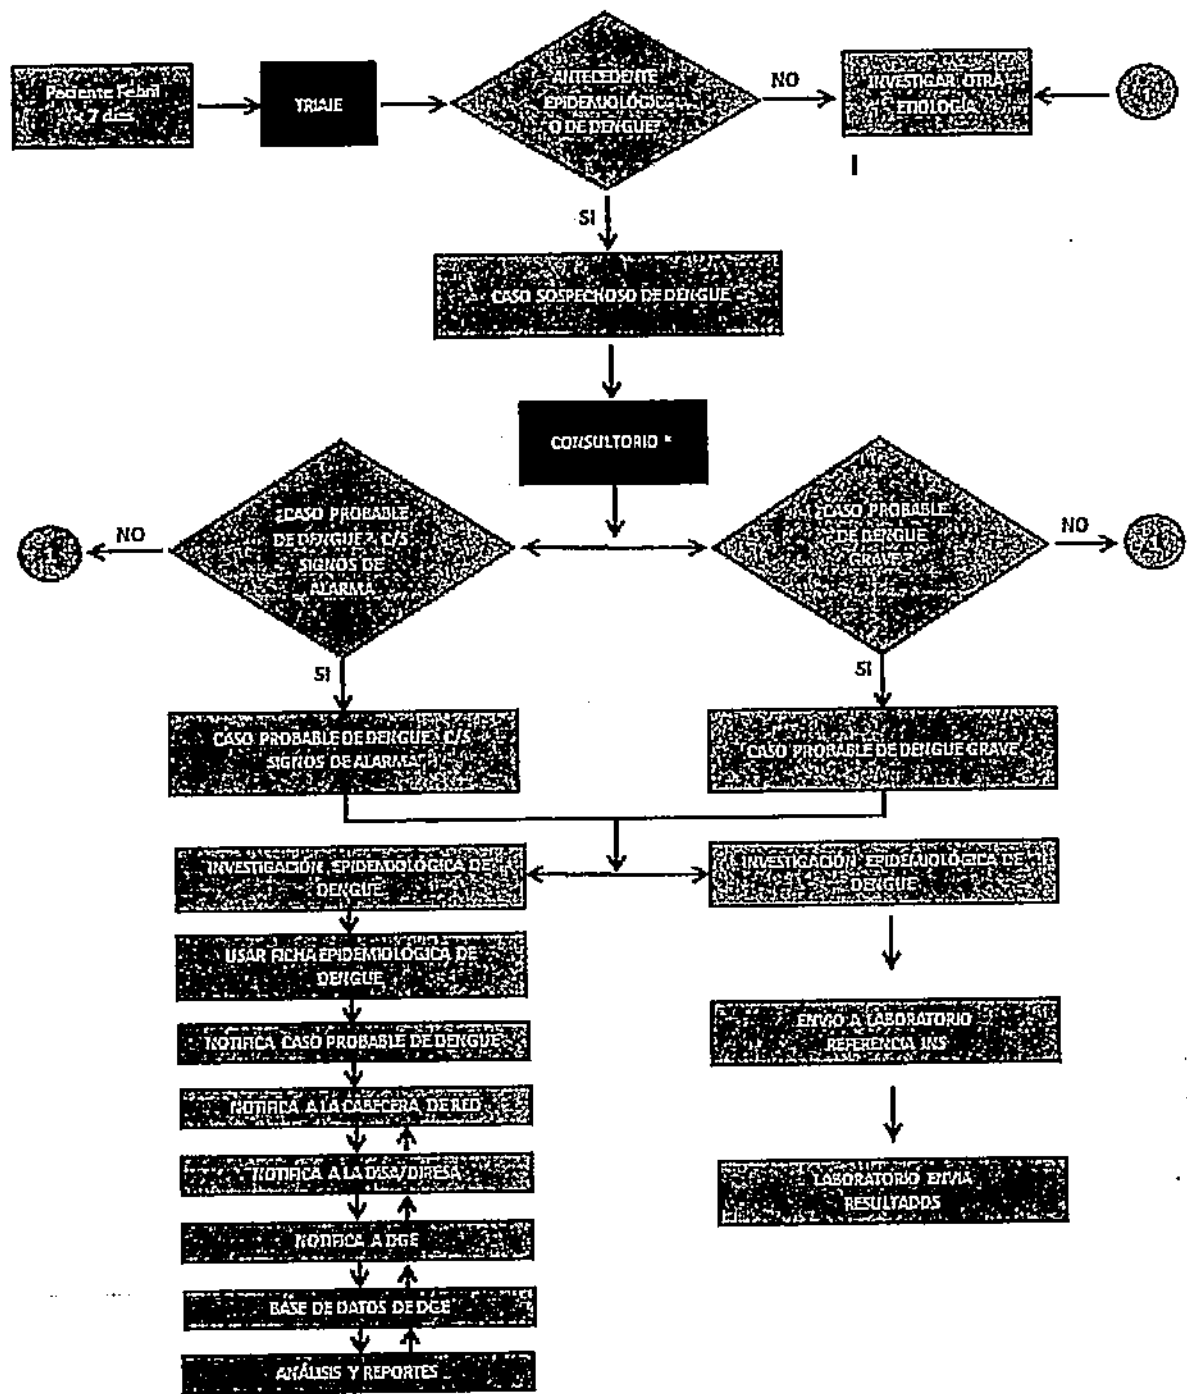 Paciente Febril
< 7 días
TRIAJE
ANTECEDENTE
EPIDEMIOLÓGIC
O DE DENGUE?
NO
INVESTIGAR OTRA
ETIOLOGÍA
1
SI
CASO SOSPECHOSO DE DENGUE
CONSULTORIO *
¿CASO PROBABLE
DE DENGUE? C/S
SIGNOS DE
ALARMA
NO
¿CASO PROBABLE
DE DENGUE
GRVE?
NO
SI
SI
CASO PROBABLE DE DENGUE C/S
SIGNOS DE ALARMA
CASO PROBABLE DE DENGUE GRAVE
INVESTIGACIÓN EPIDEMIOLÓGICA DE
DENGUE
INVESTIGACIÓN EPIDEMIOLÓGICA DE
DENGUE
USAR FICHA EPIDEMIOLÓGICA DE
DENGUE
NOTIFICA CASO PROBABLE DE DENGUE
ENVIO A LABORATORIO
REFERENCIA INS
NOTIFICA A LA CABECERA DE RED
NOTIFICA A LA DISA/DIRESA
LABORATORIO ENVIA
RESULTADOS
NOTIFICA A DGE
BASE DE DATOS DE DGE
ANÁLISIS Y REPORTES